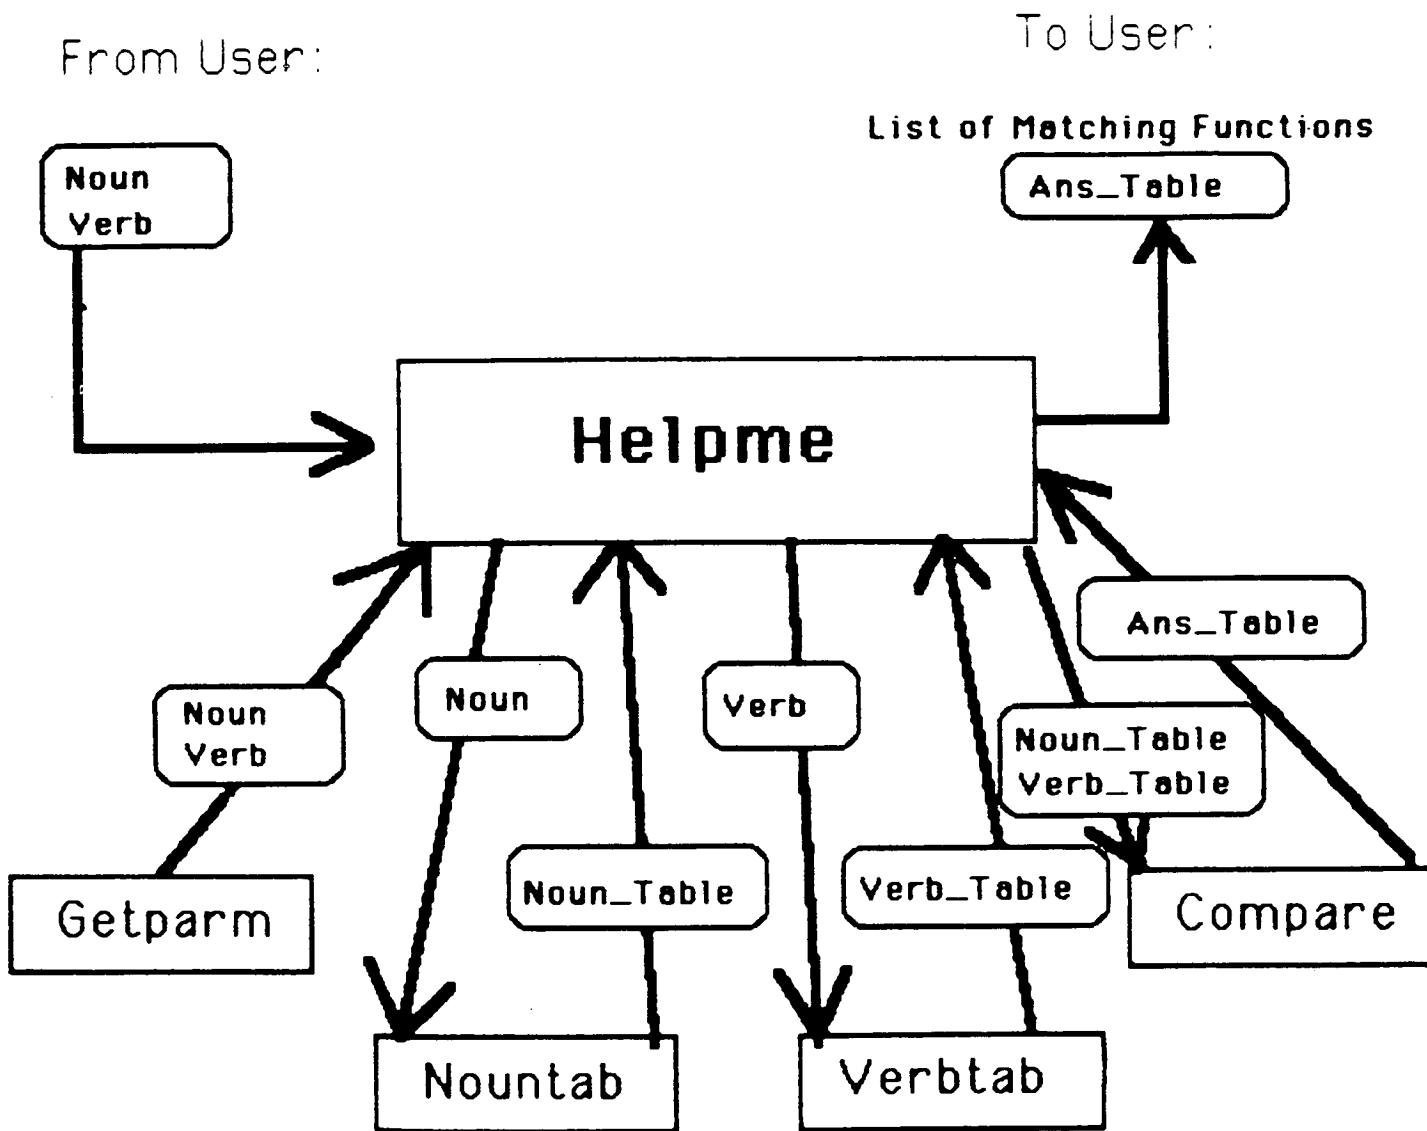 From User:
To User:
List of Matching Functions
Noun
Verb
Ans_Table
Helpme
Ans_Table
Noun
Verb
Noun
Verb
Noun_Table
Verb_Table
Noun_Table
Verb_Table
Getparm
Compare
Nountab
Verbtab